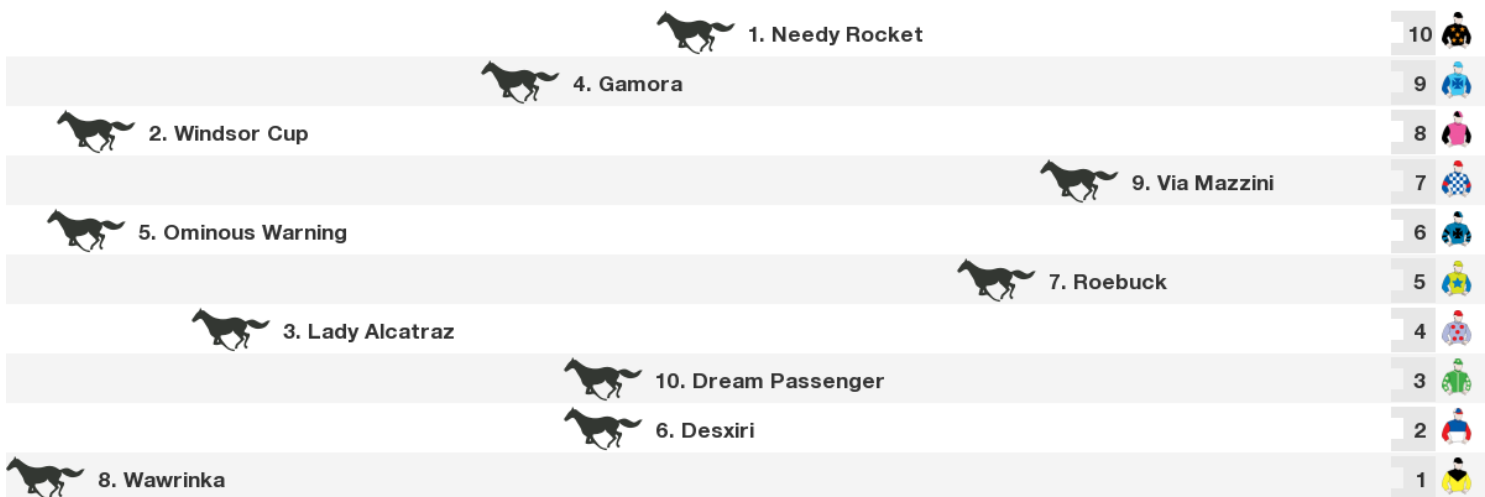 1. Needy Rocket 10
4. Gamora 9
2. Windsor Cup 8
9. Via Mazzini 7
5. Ominous Warning 6
7. Roebuck 5
3. Lady Alcatraz 4
10. Dream Passenger 3
6. Desxiri 2
8. Wawrinka 1